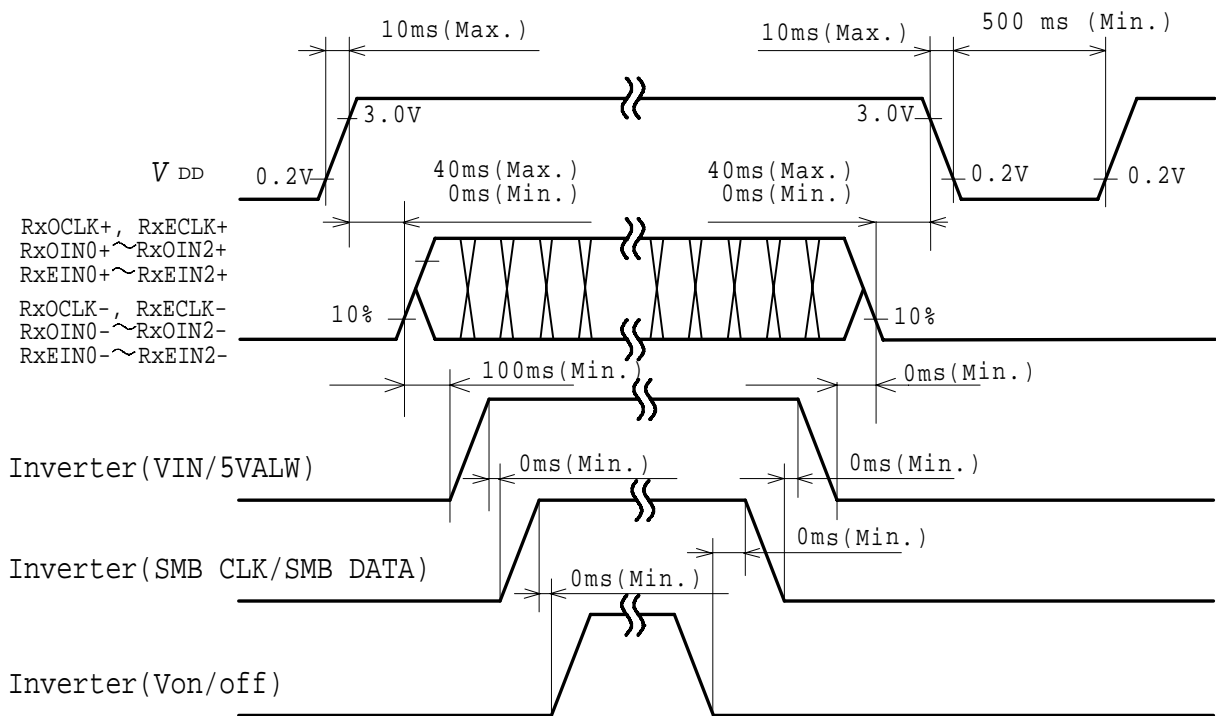 10ms(Max.)
10ms(Max.)
500 ms (Min.)
3.0V
3.0V
V DD
0.2V
40ms(Max.)
0ms(Min.)
40ms(Max.)
0ms(Min.)
0.2V
0.2V
RxOCLK+, RxECLK+
RxOIN0+~RxOIN2+
RxEIN0+~RxEIN2+
RxOCLK-, RxECLK-
RxOIN0-~RxOIN2-
RxEIN0-~RxEIN2-
10%
10%
100ms(Min.)
0ms(Min.)
Inverter(VIN/5VALW)
0ms(Min.)
0ms(Min.)
Inverter(SMB CLK/SMB DATA)
0ms(Min.)
0ms(Min.)
Inverter(Von/off)